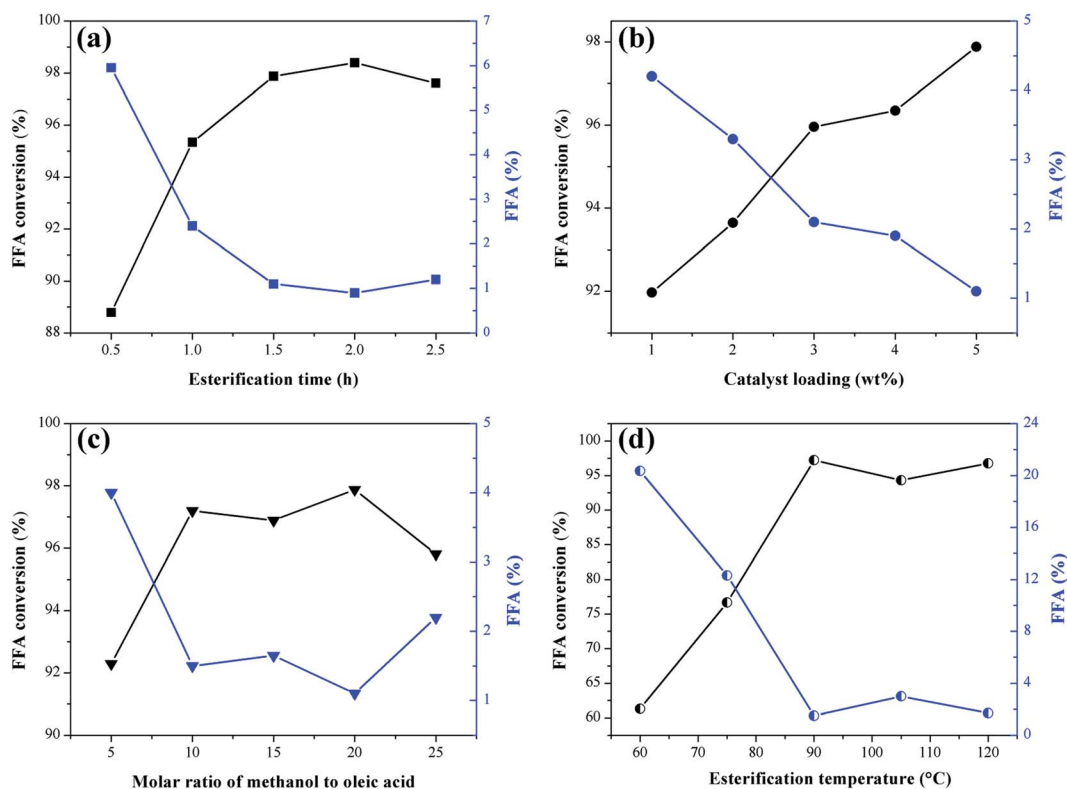 (a)
FFA conversion (%)
100
98
96
94
92
90
88
7
6
5
4
3
2
1
0
FFA (%)
0.5 1.0 1.5 2.0 2.5
Esterification time (h)
(b)
FFA conversion (%)
98
96
94
92
5
4
3
2
1
FFA (%)
1 2 3 4 5
Catalyst loading (wt%)
(c)
FFA conversion (%)
100
98
96
94
92
90
5
4
3
2
1
FFA (%)
5 10 15 20 25
Molar ratio of methanol to oleic acid
(d)
FFA conversion (%)
100
95
90
85
80
75
70
65
60
24
20
16
12
8
4
0
FFA (%)
60 70 80 90 100 110 120
Esterification temperature (°C)